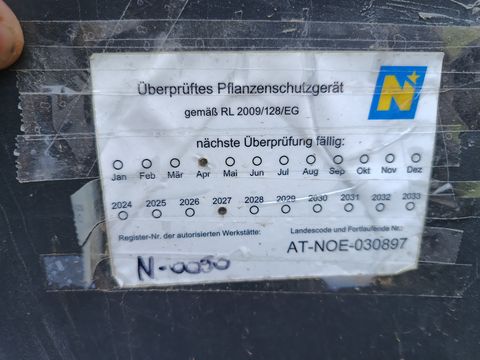 Überprüftes Pflanzenschutzgerät
gemäß RL 2009/128/EG
N
nächste Überprüfung fällig:
Jan Feb Mär Apr Mai Jun Jul Aug Sep Okt Nov Dez
2024 2025 2026 2027 2028 2029 2030 2031 2032 2033
Register-Nr. der autorisierten Werkstätte:
N-0090
Landescode und Fortlaufende Nr.:
AT-NOE-030897